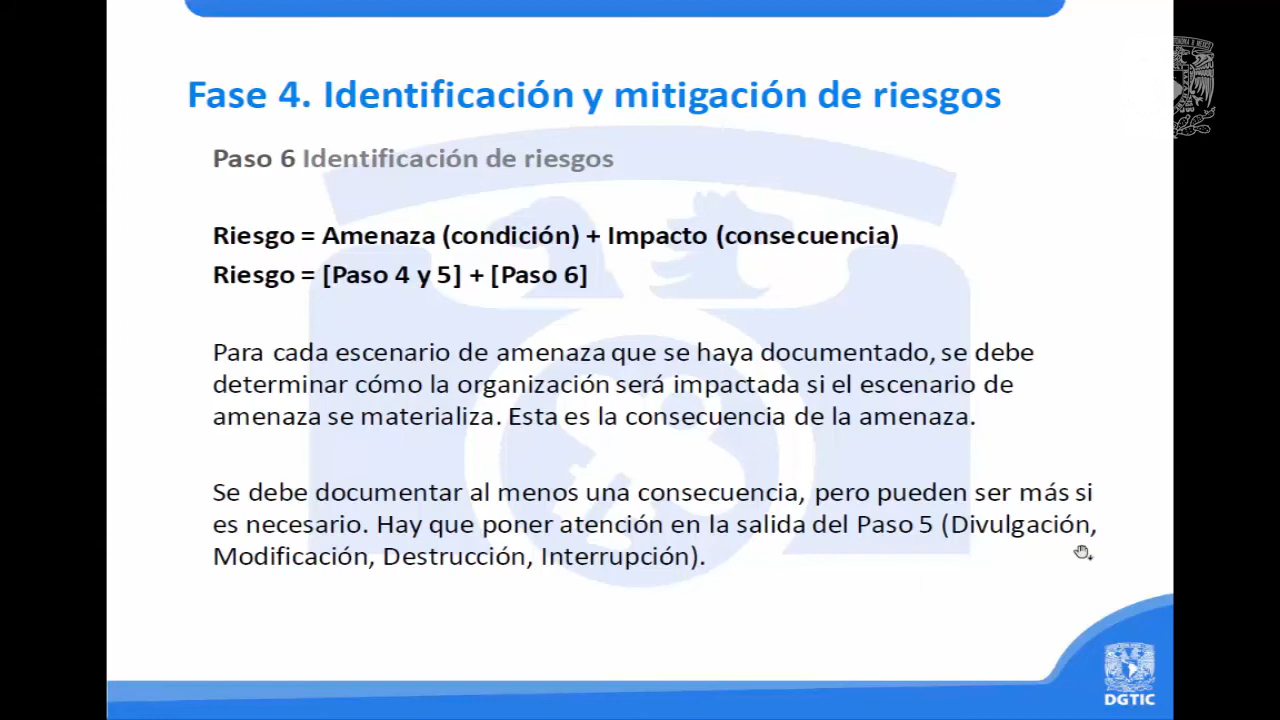 Fase 4. Identificación y mitigación de riesgos
Paso 6 Identificación de riesgos
Riesgo = Amenaza (condición) + Impacto (consecuencia)
Riesgo = [Paso 4 y 5] + [Paso 6]
Para cada escenario de amenaza que se haya documentado, se debe
determinar cómo la organización será impactada si el escenario de
amenaza se materializa. Esta es la consecuencia de la amenaza.
Se debe documentar al menos una consecuencia, pero pueden ser más si
es necesario. Hay que poner atención en la salida del Paso 5 (Divulgación,
Modificación, Destrucción, Interrupción).
DGTIC